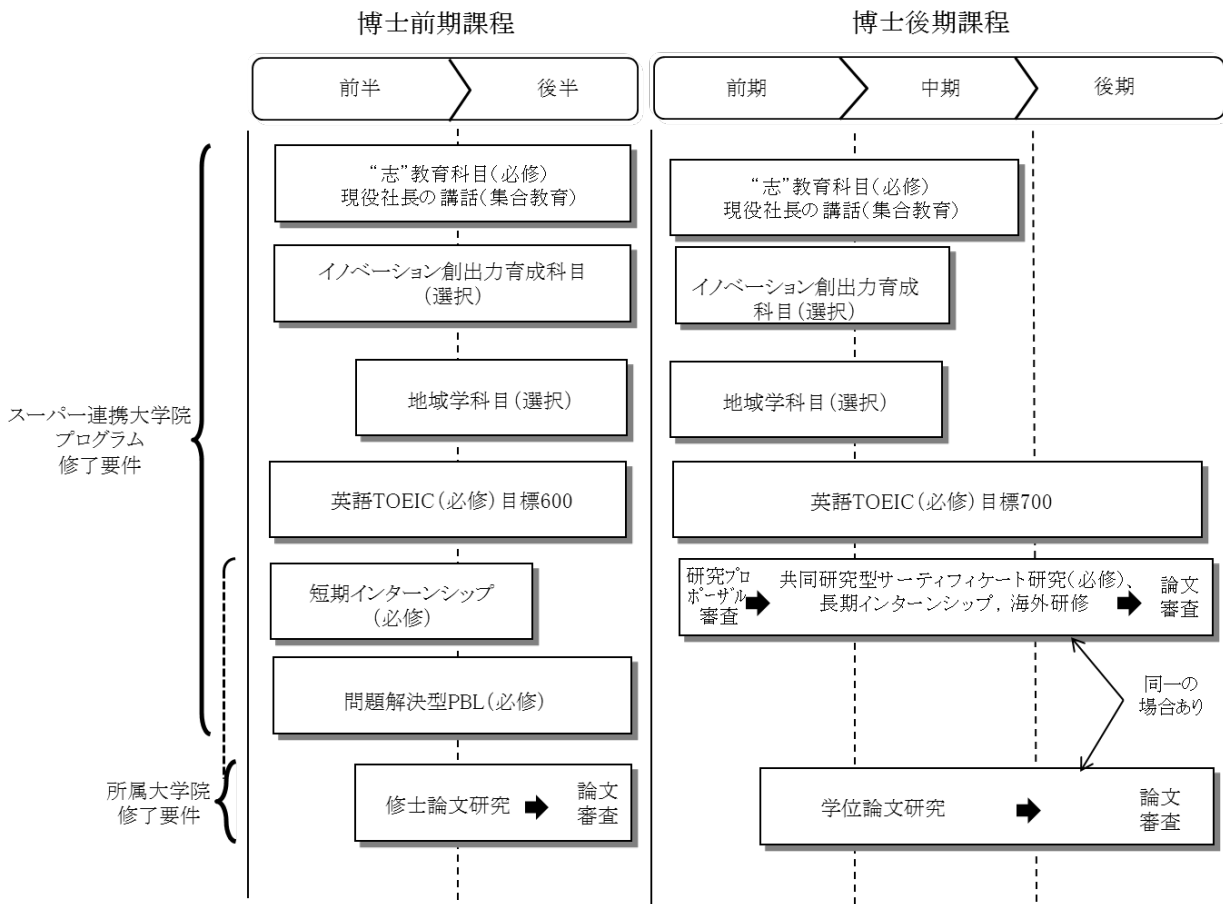 博士前期課程
博士後期課程
前半
後半
前期
中期
後期
“志”教育科目(必修)
現役社長の講話(集合教育)
“志”教育科目(必修)
現役社長の講話(集合教育)
イノベーション創出力育成科目
(選択)
イノベーション創出力育成
科目(選択)
地域学科目(選択)
地域学科目(選択)
スーパー連携大学院
プログラム
修了要件
英語TOEIC(必修)目標600
英語TOEIC(必修)目標700
短期インターンシップ
(必修)
研究プロ
ポーザル
審査
共同研究型サーティフィケート研究(必修)、
長期インターンシップ, 海外研修
論文
審査
問題解決型PBL(必修)
同一の
場合あり
所属大学院
修了要件
修士論文研究
論文
審査
学位論文研究
論文
審査